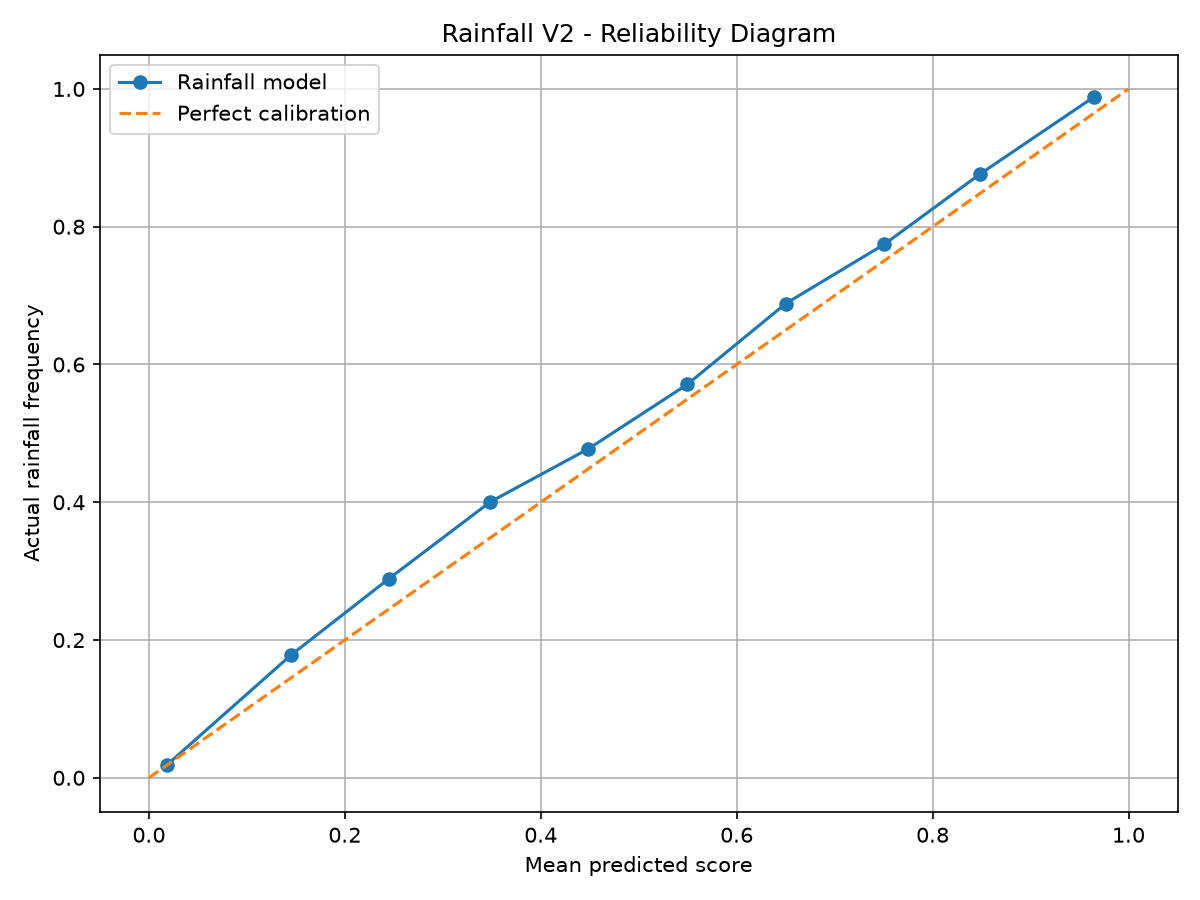 Rainfall V2 - Reliability Diagram
Rainfall model
Perfect calibration
1.0
0.8
0.6
0.4
0.2
0.0
Actual rainfall frequency
0.0 0.2 0.4 0.6 0.8 1.0
Mean predicted score